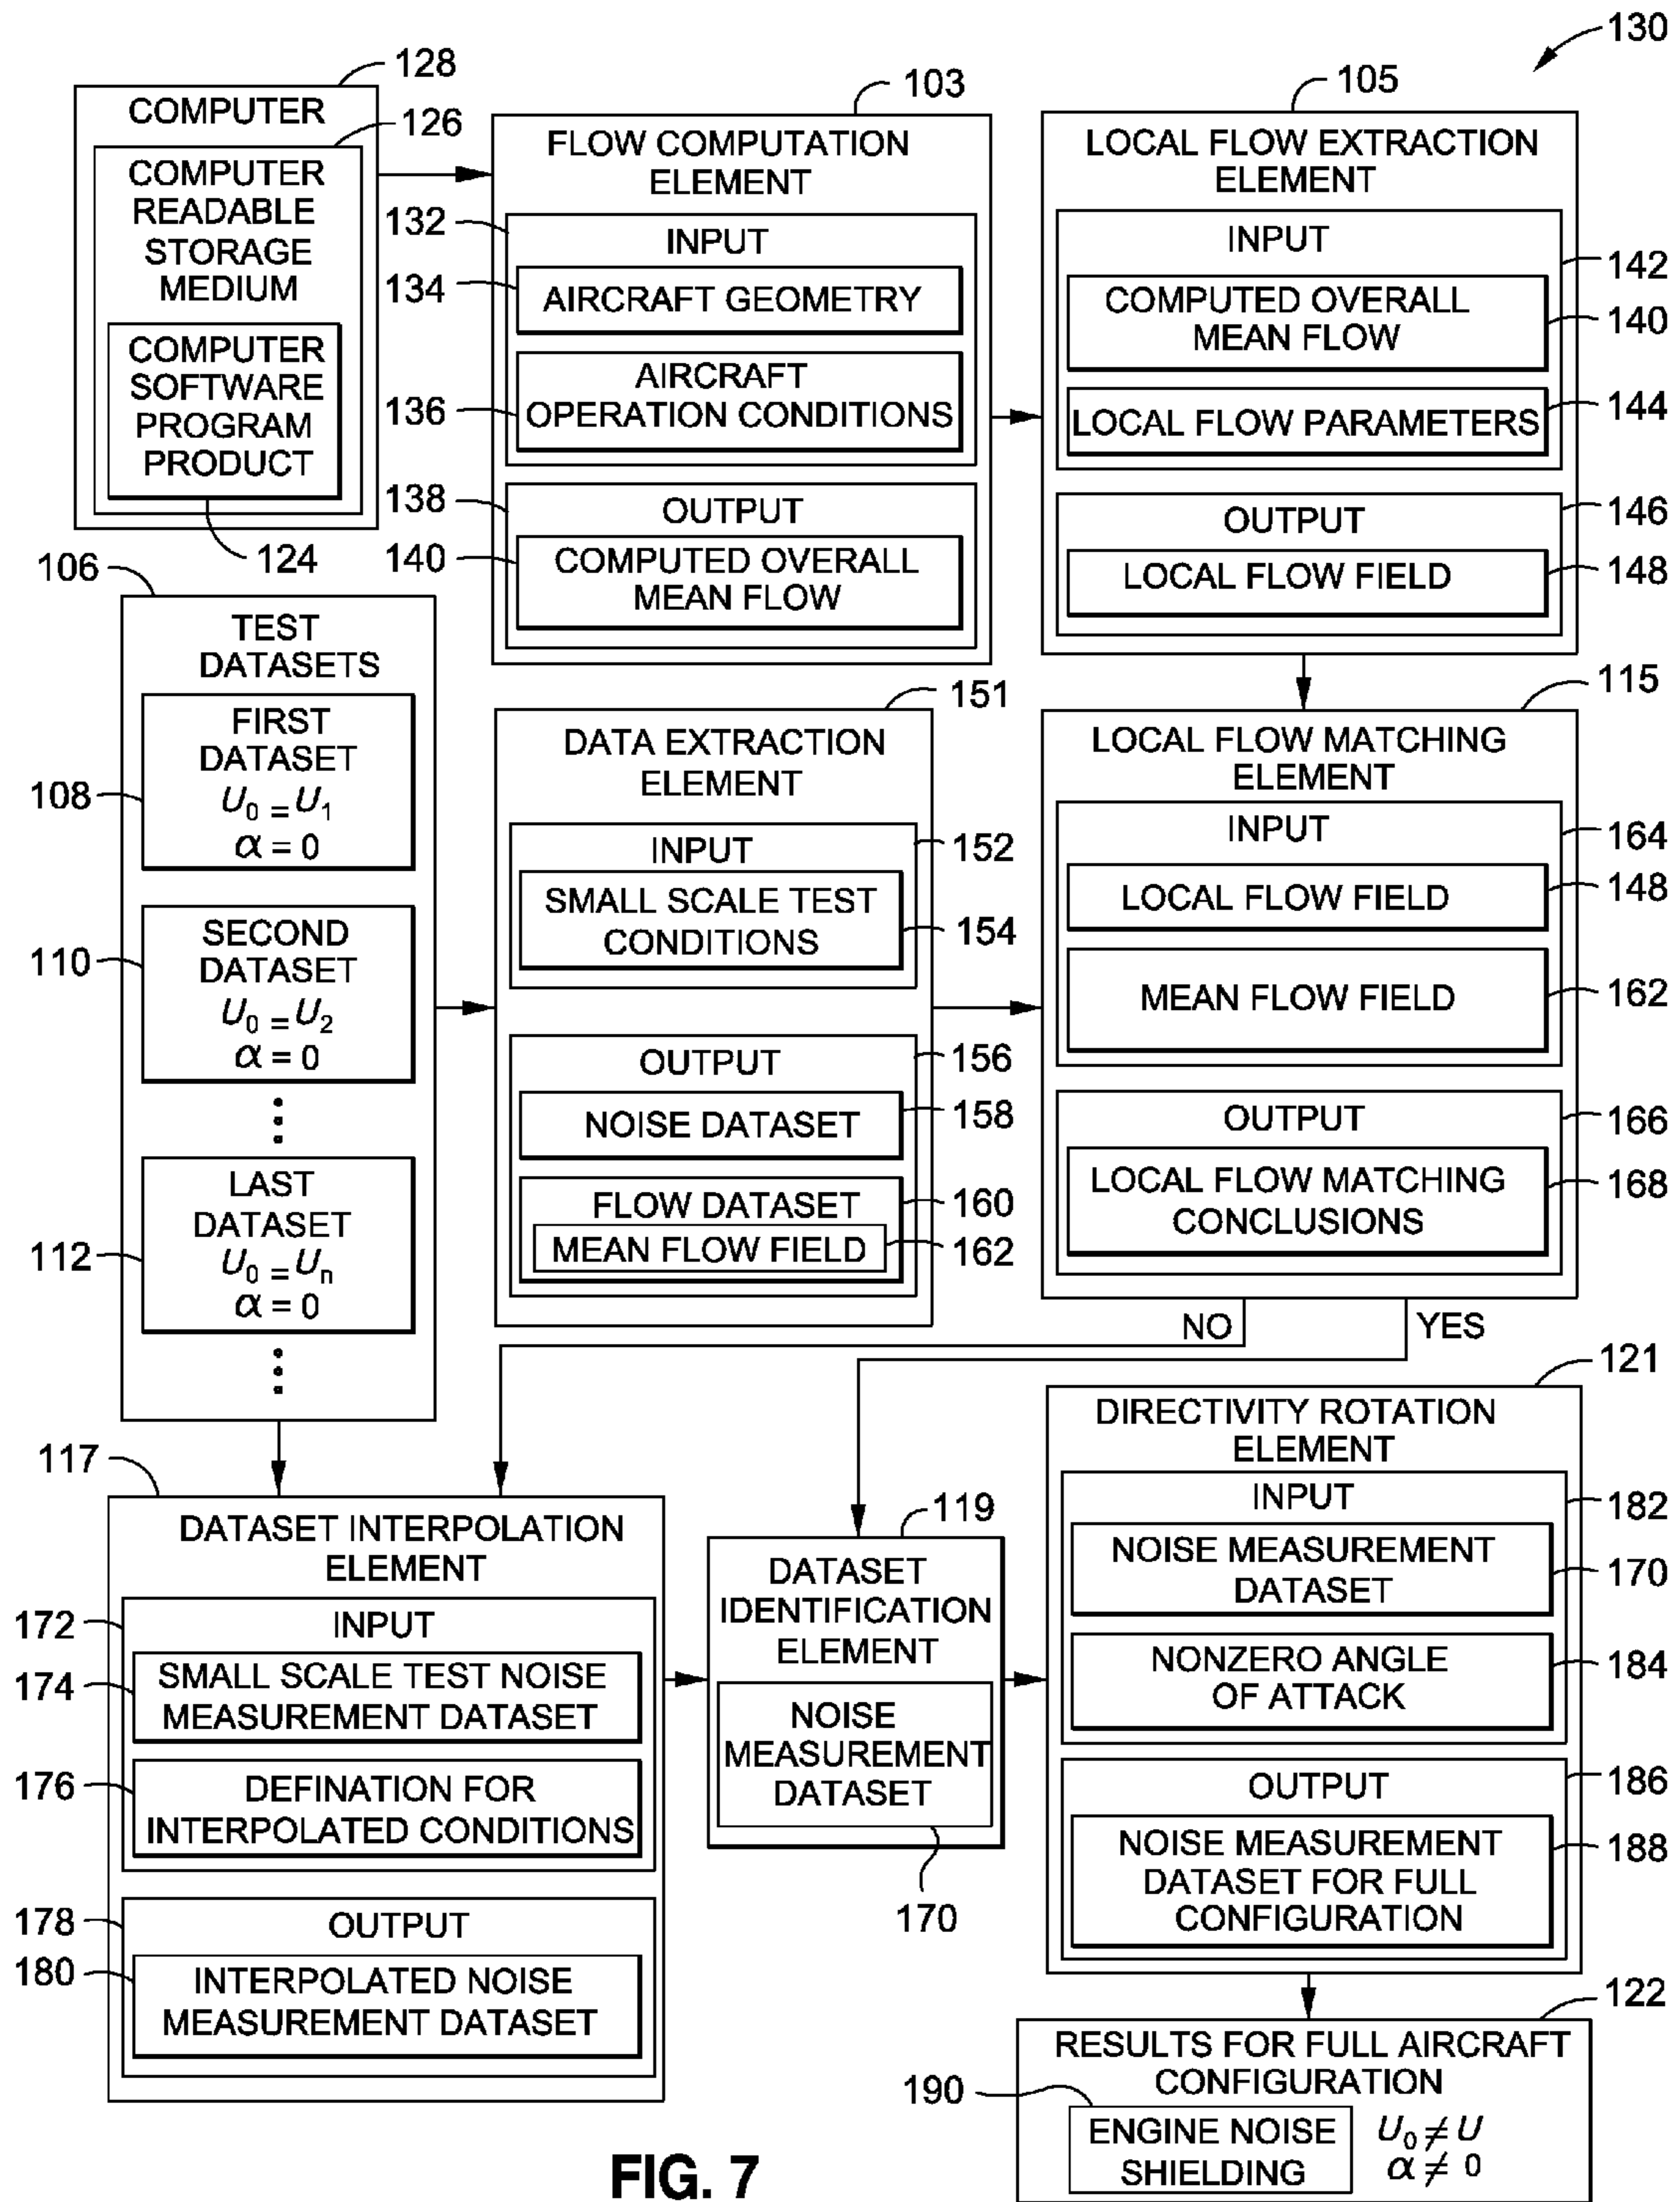 130
128
COMPUTER
126
COMPUTER
READABLE
STORAGE
MEDIUM
COMPUTER
SOFTWARE
PROGRAM
PRODUCT
124
103
FLOW COMPUTATION
ELEMENT
132
INPUT
134
AIRCRAFT GEOMETRY
136
AIRCRAFT
OPERATION CONDITIONS
138
OUTPUT
140
COMPUTED OVERALL
MEAN FLOW
105
LOCAL FLOW EXTRACTION
ELEMENT
INPUT
142
COMPUTED OVERALL
MEAN FLOW
140
LOCAL FLOW PARAMETERS
144
OUTPUT
146
LOCAL FLOW FIELD
148
106
TEST
DATASETS
FIRST
DATASET
U₀ = U₁
α = 0
108
SECOND
DATASET
U₀ = U₂
α = 0
110
LAST
DATASET
Uₒ = Uₙ
α = 0
112
151
DATA EXTRACTION
ELEMENT
INPUT
152
SMALL SCALE TEST
CONDITIONS
154
OUTPUT
156
NOISE DATASET
158
FLOW DATASET
160
MEAN FLOW FIELD
162
115
LOCAL FLOW MATCHING
ELEMENT
INPUT
164
LOCAL FLOW FIELD
148
MEAN FLOW FIELD
162
OUTPUT
166
LOCAL FLOW MATCHING
CONCLUSIONS
168
NO
YES
117
DATASET INTERPOLATION
ELEMENT
172
INPUT
174
SMALL SCALE TEST NOISE
MEASUREMENT DATASET
176
DEFINATION FOR
INTERPOLATED CONDITIONS
178
OUTPUT
180
INTERPOLATED NOISE
MEASUREMENT DATASET
119
DATASET
IDENTIFICATION
ELEMENT
NOISE
MEASUREMENT
DATASET
170
121
DIRECTIVITY ROTATION
ELEMENT
INPUT
182
NOISE MEASUREMENT
DATASET
170
NONZERO ANGLE
OF ATTACK
184
OUTPUT
186
NOISE MEASUREMENT
DATASET FOR FULL
CONFIGURATION
188
122
RESULTS FOR FULL AIRCRAFT
CONFIGURATION
190
ENGINE NOISE
SHIELDING
U₀ ≠ U
α ≠ 0
FIG. 7